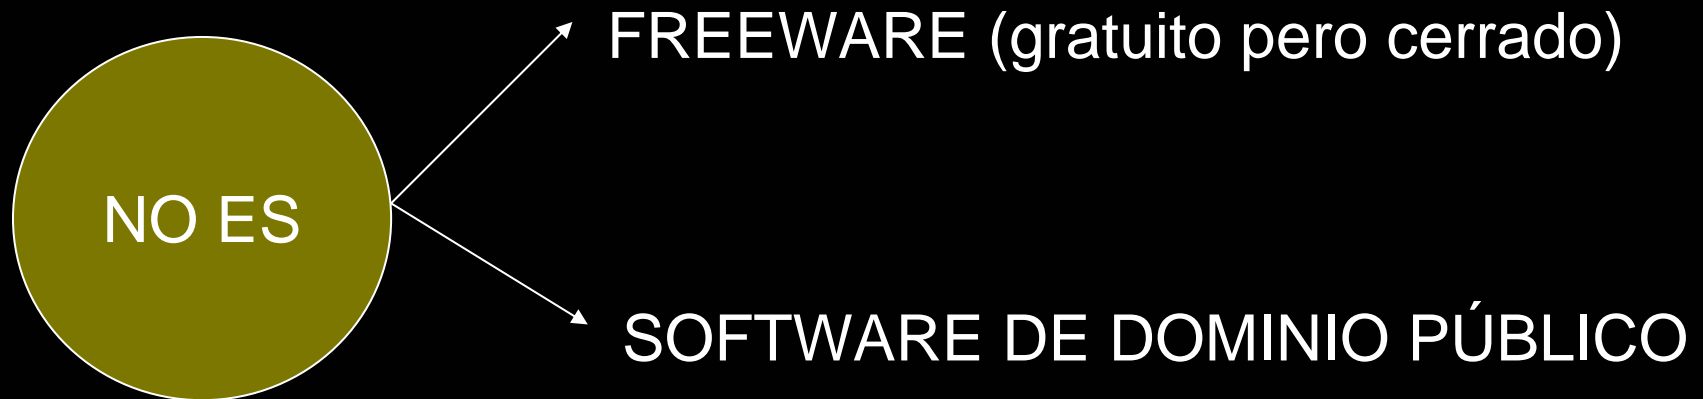 FREEWARE (gratuito pero cerrado)
NO ES
SOFTWARE DE DOMINIO PÚBLICO